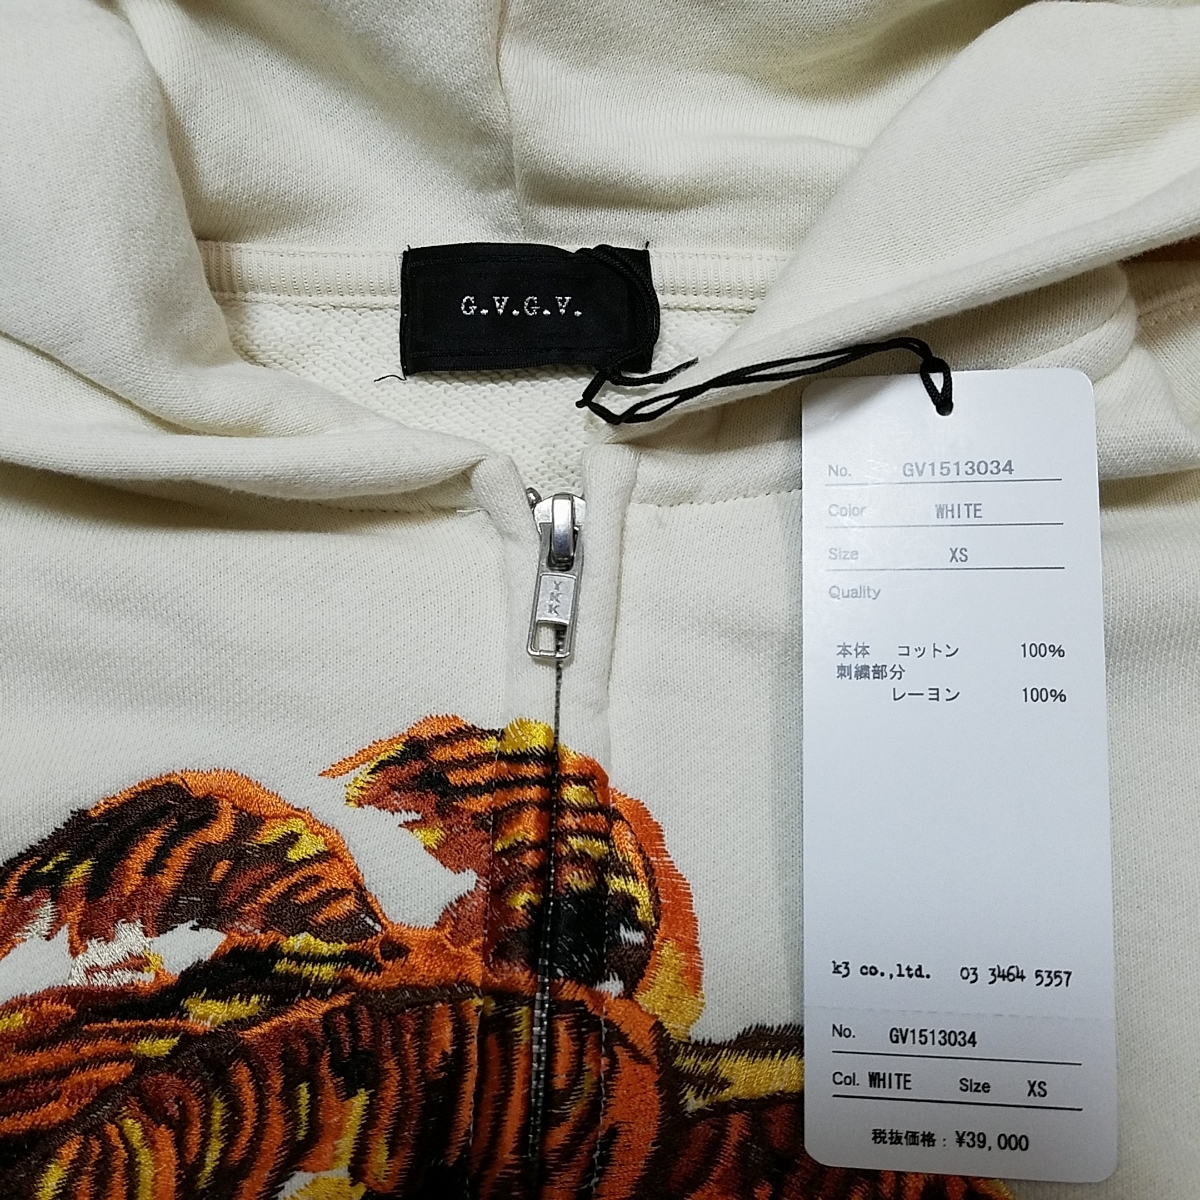 G.V.G.V.
YKK
No. GV1513034
Color WHITE
Size XS
Quality
本体 コットン 100%
刺繍部分
レーヨン 100%
k3 co.,ltd. 03 3464 5357
No. GV1513034
Col. WHITE Size XS
税抜価格：¥39,000